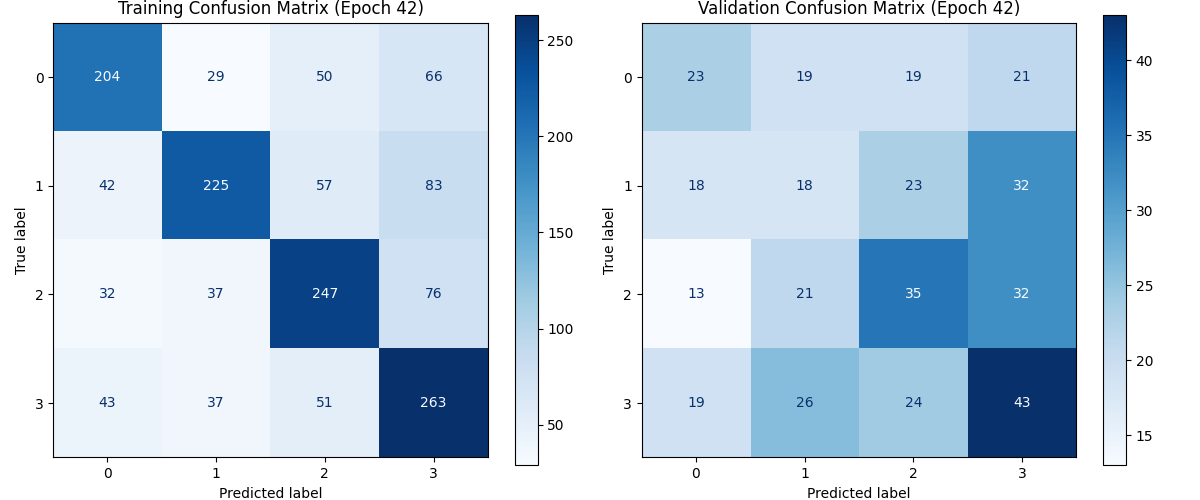 Training Confusion Matrix (Epoch 42)
True label
0
204 29 50 66
1
42 225 57 83
2
32 37 247 76
3
43 37 51 263
0 1 2 3
Predicted label
250
200
150
100
50
Validation Confusion Matrix (Epoch 42)
True label
0
23 19 19 21
1
18 18 23 32
2
13 21 35 32
3
19 26 24 43
0 1 2 3
Predicted label
40
35
30
25
20
15